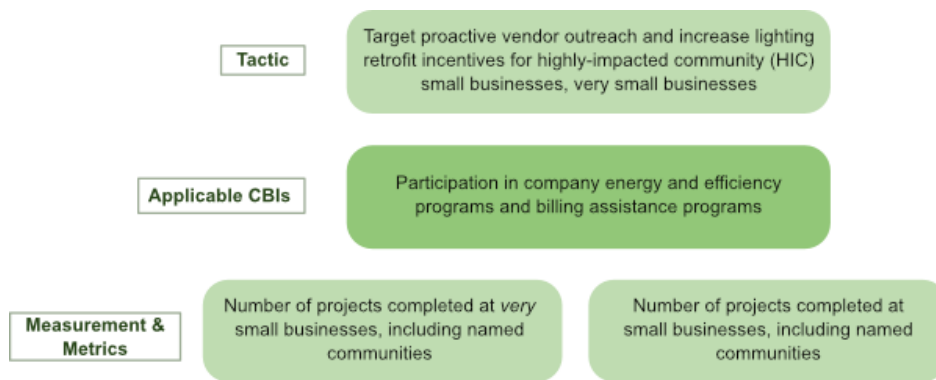 Tactic
Target proactive vendor outreach and increase lighting
retrofit incentives for highly-impacted community (HIC)
small businesses, very small businesses
Applicable CBIs
Participation in company energy and efficiency
programs and billing assistance programs
Measurement &
Metrics
Number of projects completed at very
small businesses, including named
communities
Number of projects completed at
small businesses, including named
communities